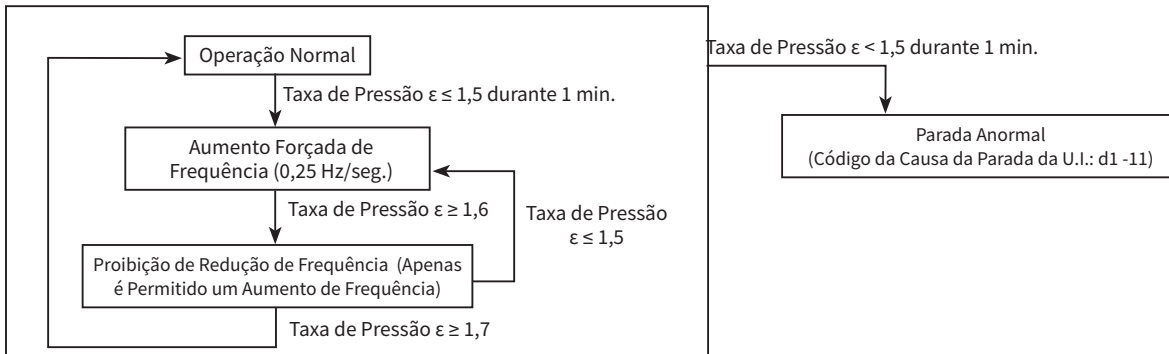 Operação Normal
Taxa de Pressão ε ≤ 1,5 durante 1 min.
Aumento Forçada de
Frequência (0,25 Hz/seg.)
Taxa de Pressão ε ≥ 1,6
Taxa de Pressão
ε ≤ 1,5
Proibição de Redução de Frequência (Apenas
é Permitido um Aumento de Frequência)
Taxa de Pressão ε ≥ 1,7
Taxa de Pressão ε < 1,5 durante 1 min.
Parada Anormal
(Código da Causa da Parada da U.I.: d1 -11)